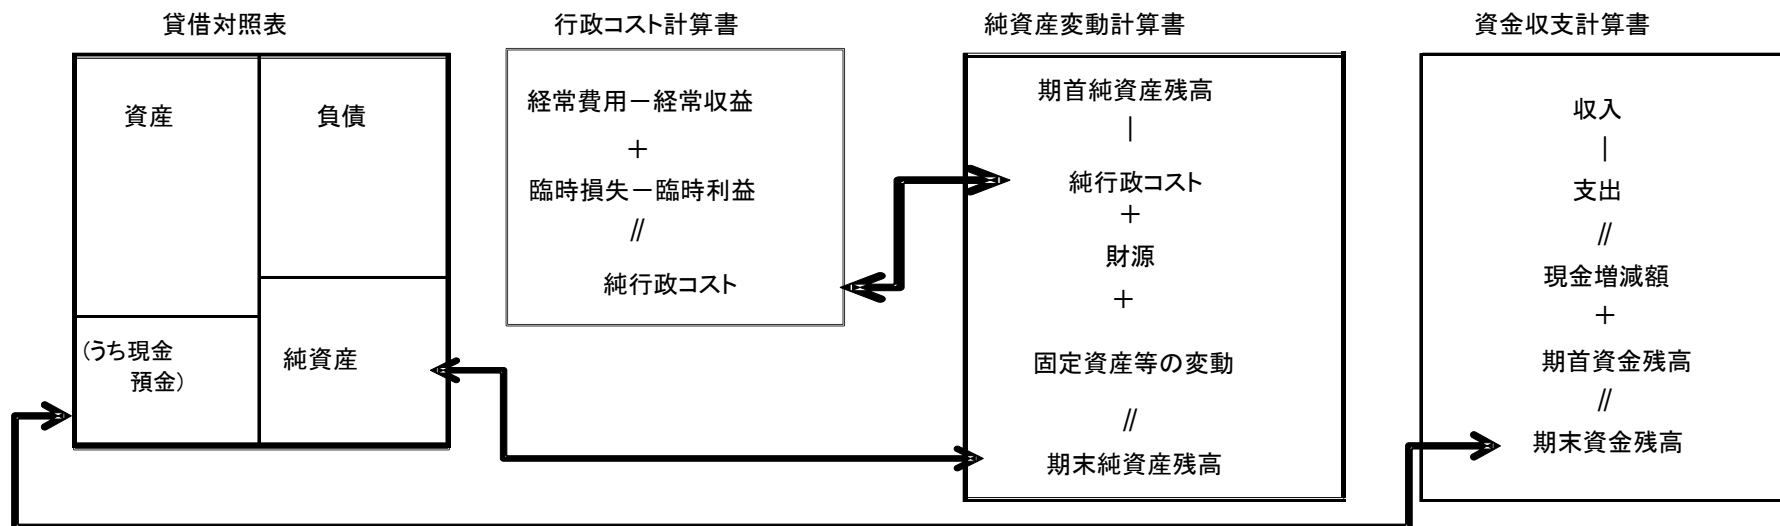 貸借対照表
資産
負債
(うち現金
預金)
純資産
行政コスト計算書
経常費用－経常収益
＋
臨時損失－臨時利益
〃
純行政コスト
純資産変動計算書
期首純資産残高
｜
純行政コスト
＋
財源
＋
固定資産等の変動
〃
期末純資産残高
資金収支計算書
収入
｜
支出
〃
現金増減額
＋
期首資金残高
〃
期末資金残高